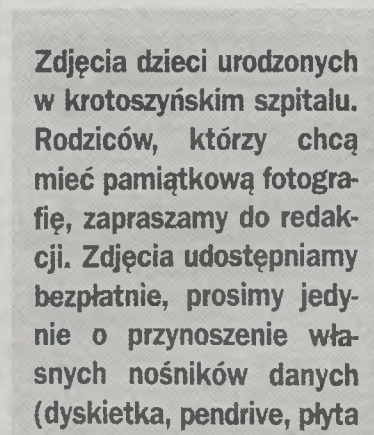 Zdjęcia dzieci urodzonych
w krotoszyńskim szpitalu.
Rodziców, którzy chcą
mieć pamiątkową fotogra-
fię, zapraszamy do redak-
cji. Zdjęcia udostępniamy
bezpłatnie, prosimy jedy-
nie o przynoszenie wła-
snych nośników danych
(dyskietka, pendrive, płyta